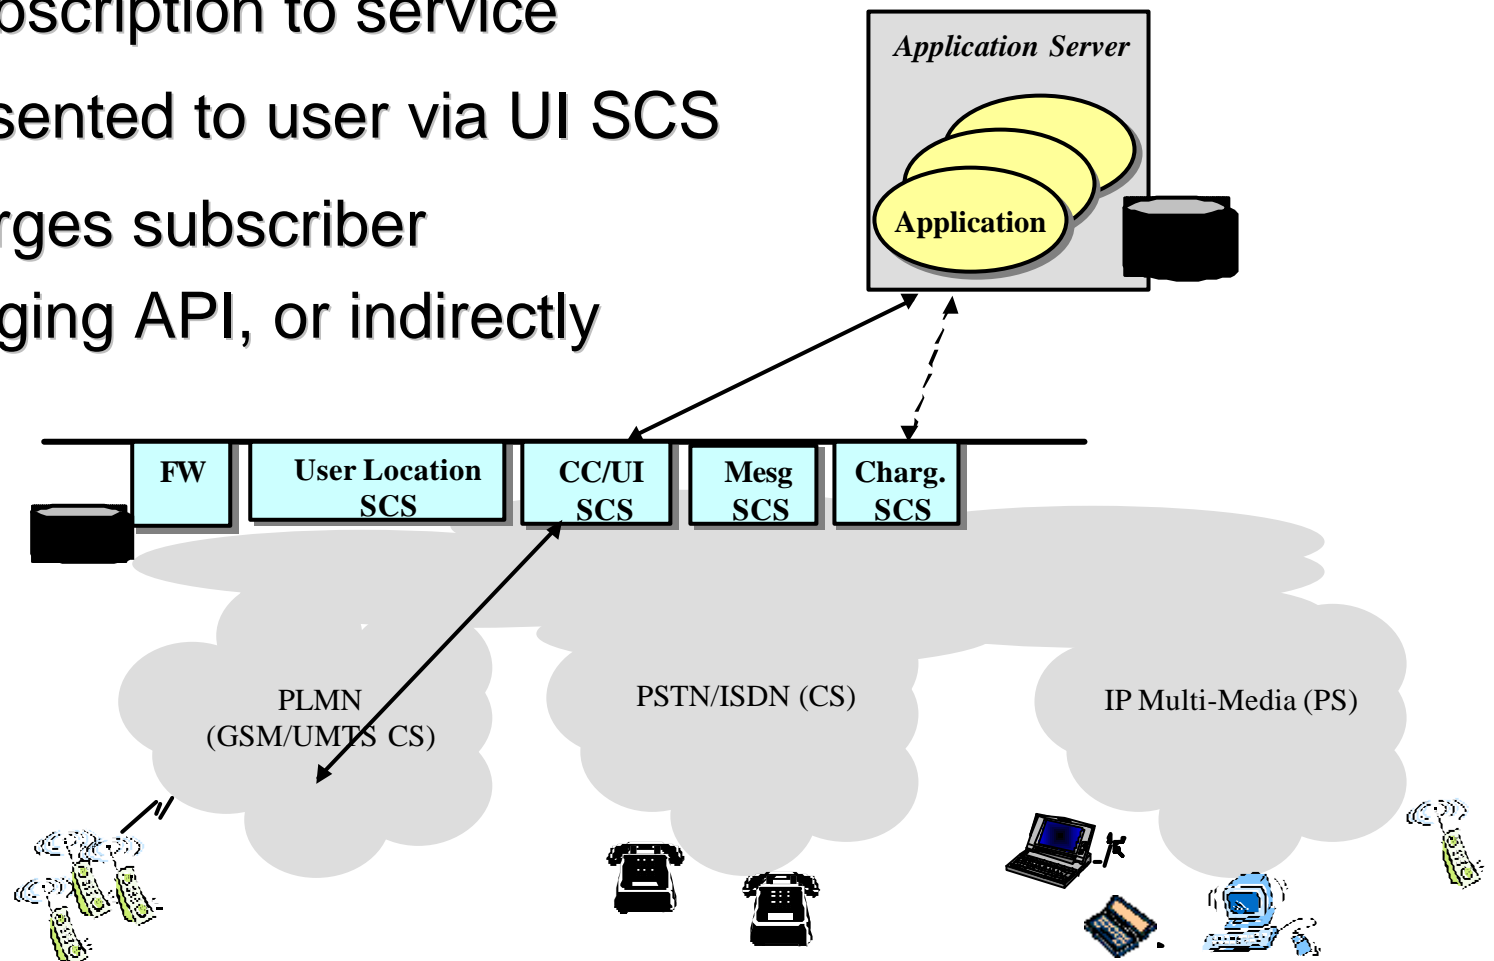 bscription to service
sented to user via UI SCS
rges subscriber
ging API, or indirectly
Application Server
Application
FW
User Location
SCS
CC/UI
SCS
Mesg
SCS
Charg.
SCS
PLMN
(GSM/UMTS CS)
PSTN/ISDN (CS)
IP Multi-Media (PS)